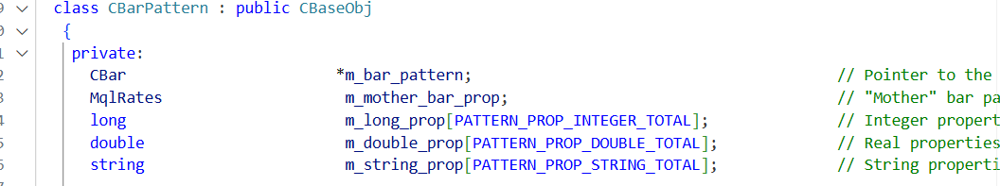 class CBarPattern : public CBaseObj
{
private:
CBar *m_bar_pattern; // Pointer to the
MqlRates m_mother_bar_prop; // "Mother" bar pa
long m_long_prop[PATTERN_PROP_INTEGER_TOTAL]; // Integer propert
double m_double_prop[PATTERN_PROP_DOUBLE_TOTAL]; // Real properties
string m_string_prop[PATTERN_PROP_STRING_TOTAL]; // String properti